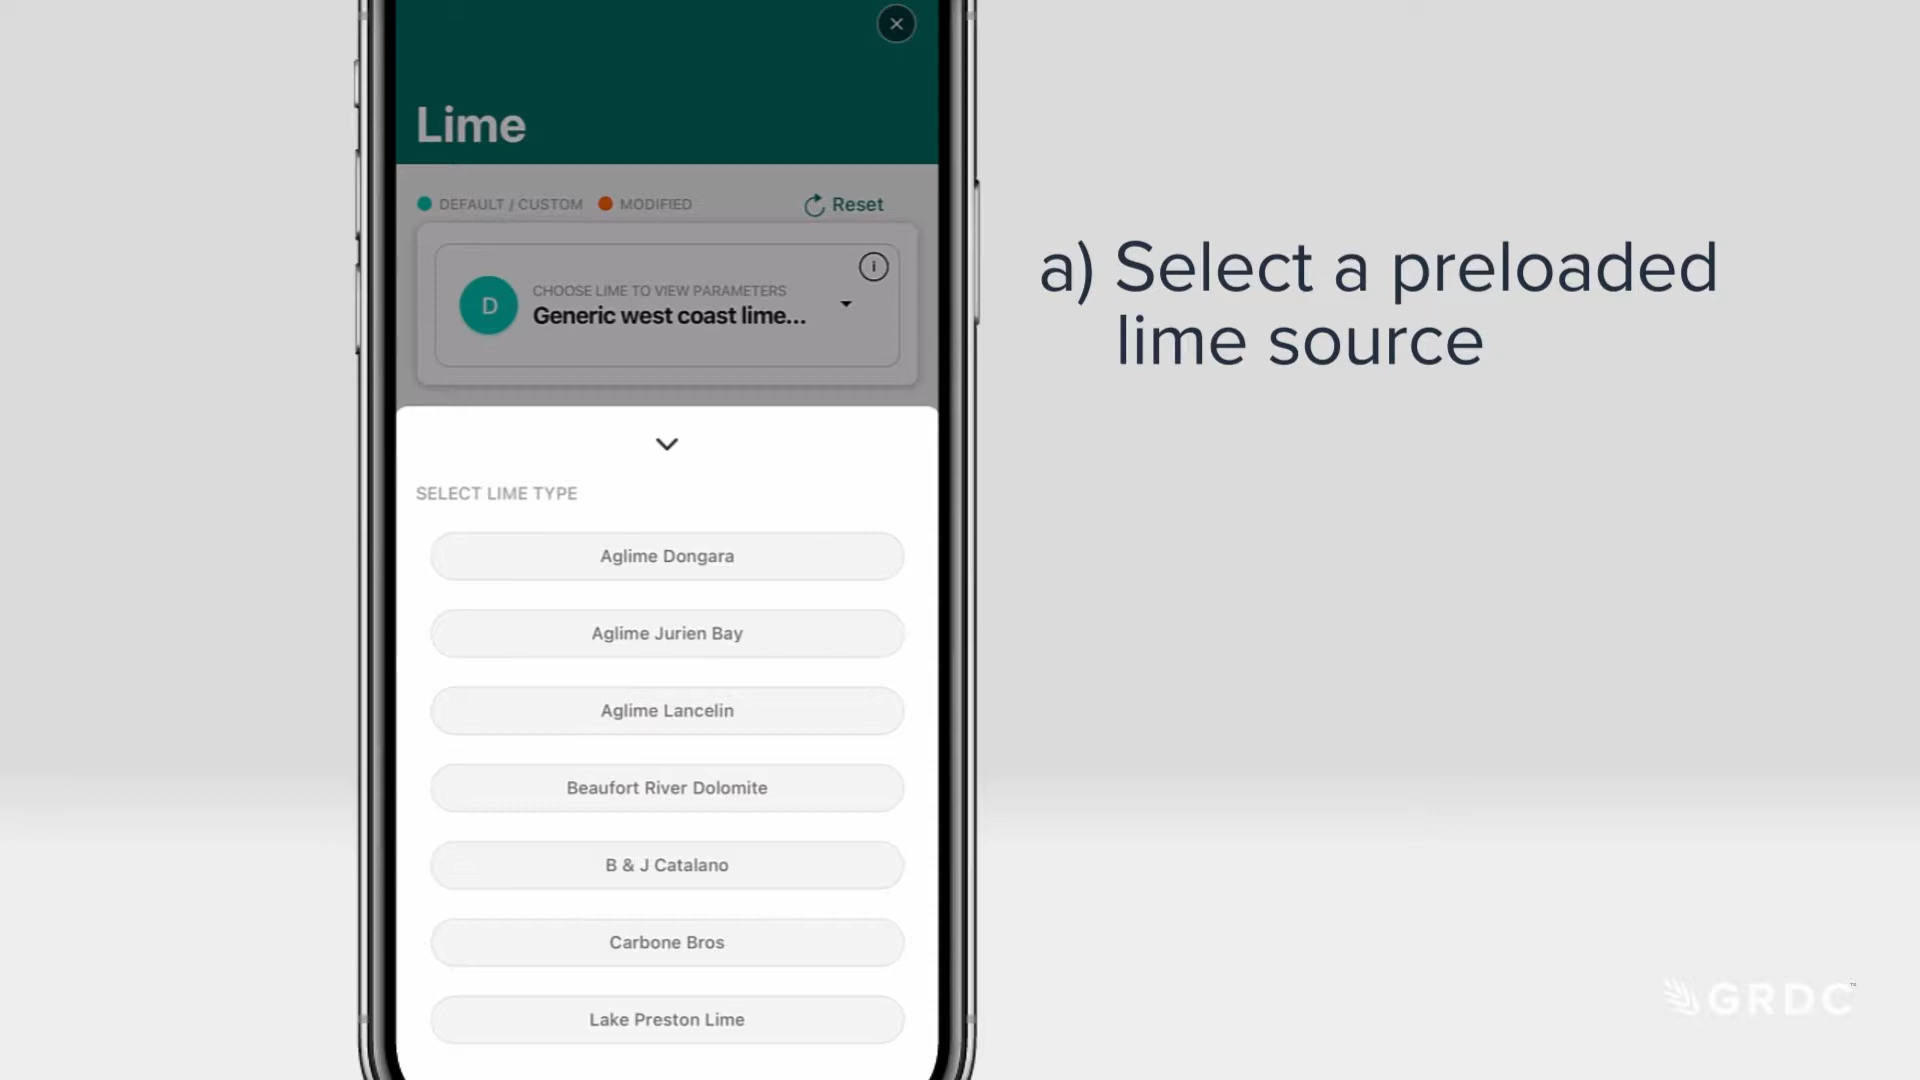 Lime
DEFAULT / CUSTOM MODIFIED Reset
D
CHOOSE LIME TO VIEW PARAMETERS
Generic west coast lime...
i
SELECT LIME TYPE
Aglime Dongara
Aglime Jurien Bay
Aglime Lancelin
Beaufort River Dolomite
B & J Catalano
Carbone Bros
Lake Preston Lime
a) Select a preloaded
lime source
GRDC™